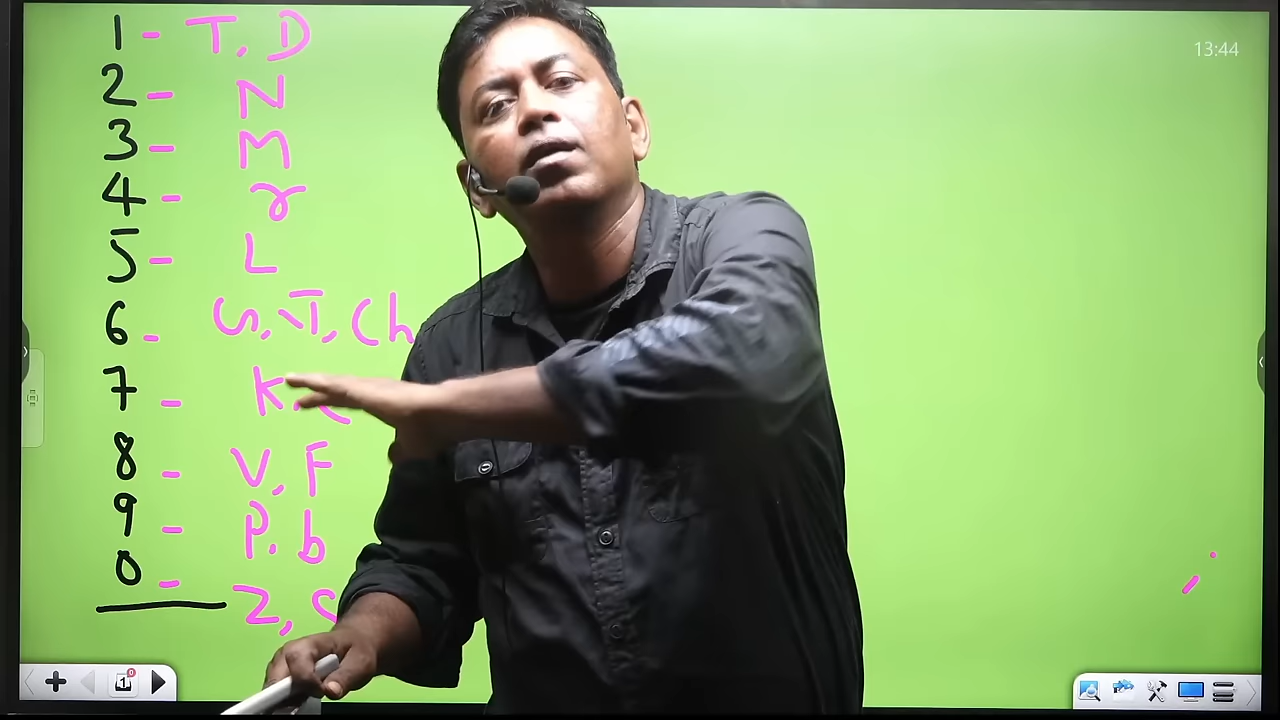 1 - T, D
2 - N
3 - M
4 - r
5 - L
6 - S, J, Ch
7 - K,
8 - V, F
9 - P, b
0 - Z, S
13:44